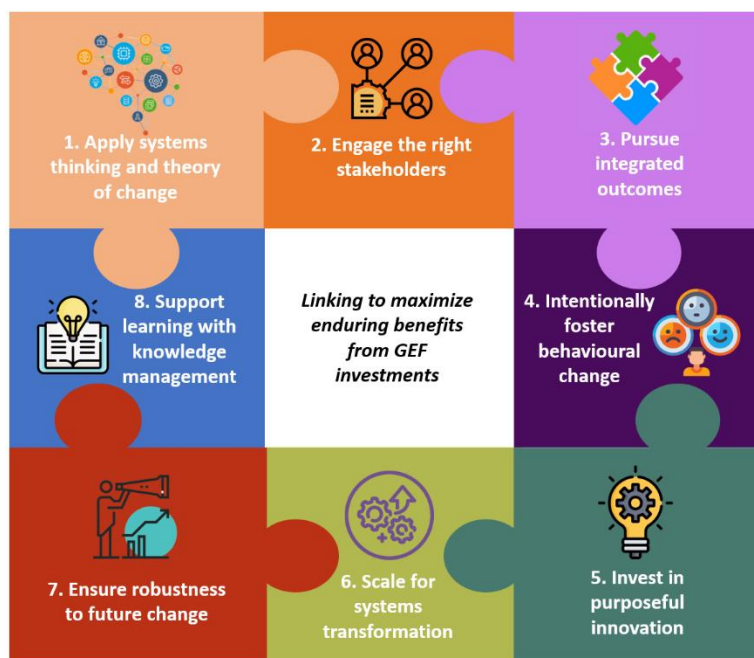 1. Apply systems
thinking and theory
of change
2. Engage the right
stakeholders
3. Pursue
integrated
outcomes
8. Support
learning with
knowledge
management
Linking to maximize
enduring benefits
from GEF
investments
4. Intentionally
foster
behavioural
change
7. Ensure robustness
to future change
6. Scale for
systems
transformation
5. Invest in
purposeful
innovation